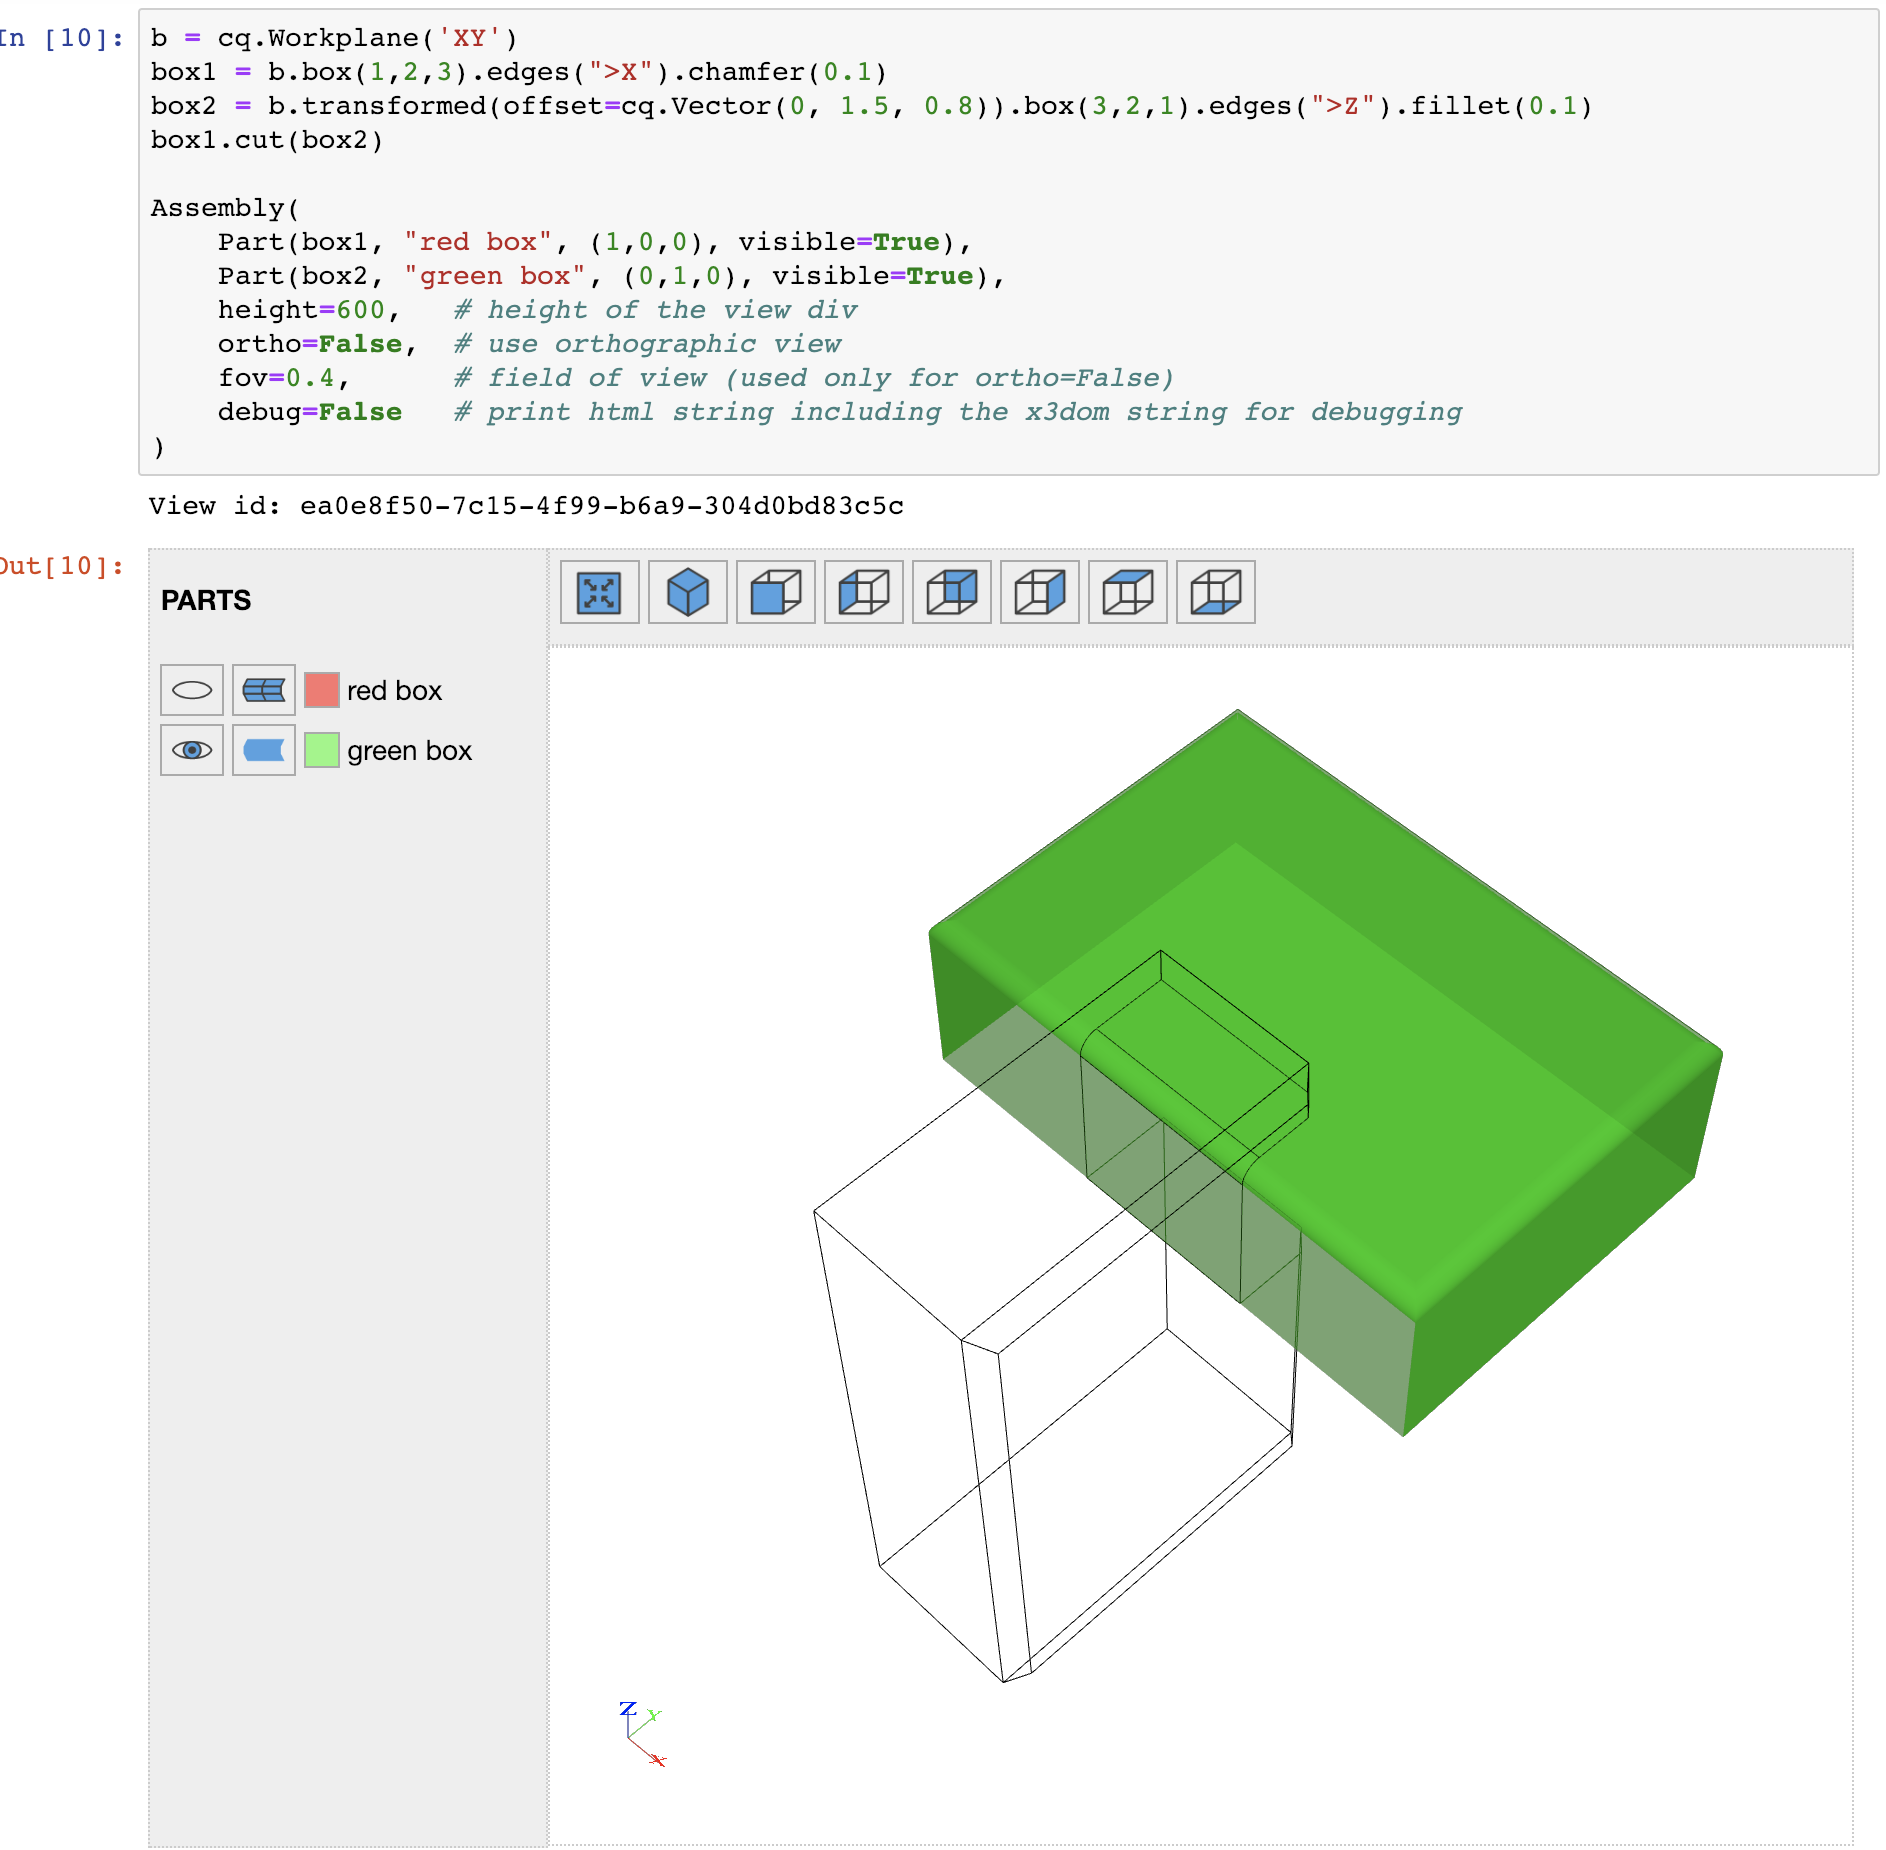 In [10]:
b = cq.Workplane('XY')
box1 = b.box(1,2,3).edges(">X").chamfer(0.1)
box2 = b.transformed(offset=cq.Vector(0, 1.5, 0.8)).box(3,2,1).edges(">Z").fillet(0.1)
box1.cut(box2)
Assembly(
    Part(box1, "red box", (1,0,0), visible=True),
    Part(box2, "green box", (0,1,0), visible=True),
    height=600,   # height of the view div
    ortho=False,  # use orthographic view
    fov=0.4,      # field of view (used only for ortho=False)
    debug=False   # print html string including the x3dom string for debugging
)
View id: ea0e8f50-7c15-4f99-b6a9-304d0bd83c5c
Out[10]:
PARTS
red box
green box
Z Y
X